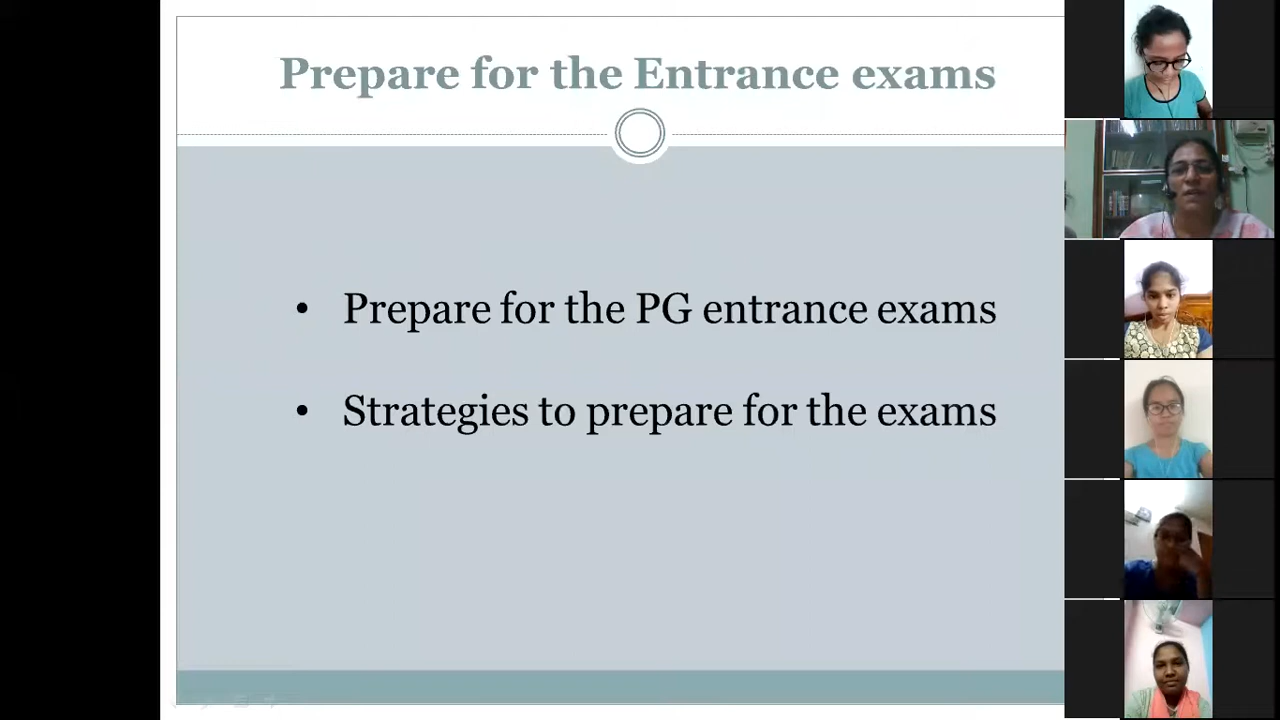 Prepare for the Entrance exams
• Prepare for the PG entrance exams
• Strategies to prepare for the exams